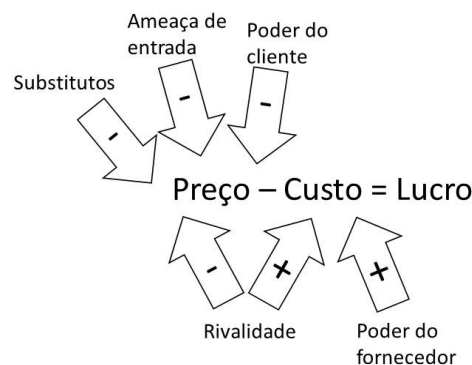 Ameaça de
entrada
Poder do
cliente
Substitutos
-
-
-
Preço – Custo = Lucro
-
+
+
Rivalidade
Poder do
fornecedor